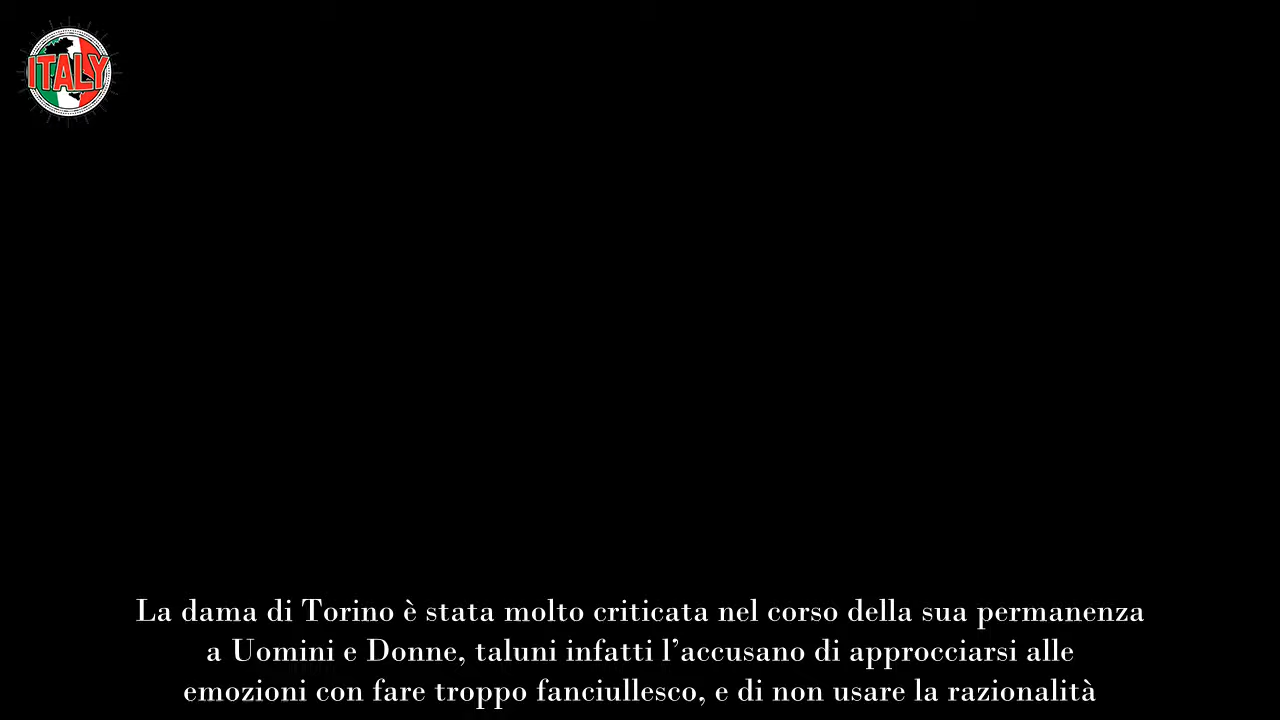 ITALY
La dama di Torino è stata molto criticata nel corso della sua permanenza
a Uomini e Donne, taluni infatti l’accusano di approcciarsi alle
emozioni con fare troppo fanciullesco, e di non usare la razionalità